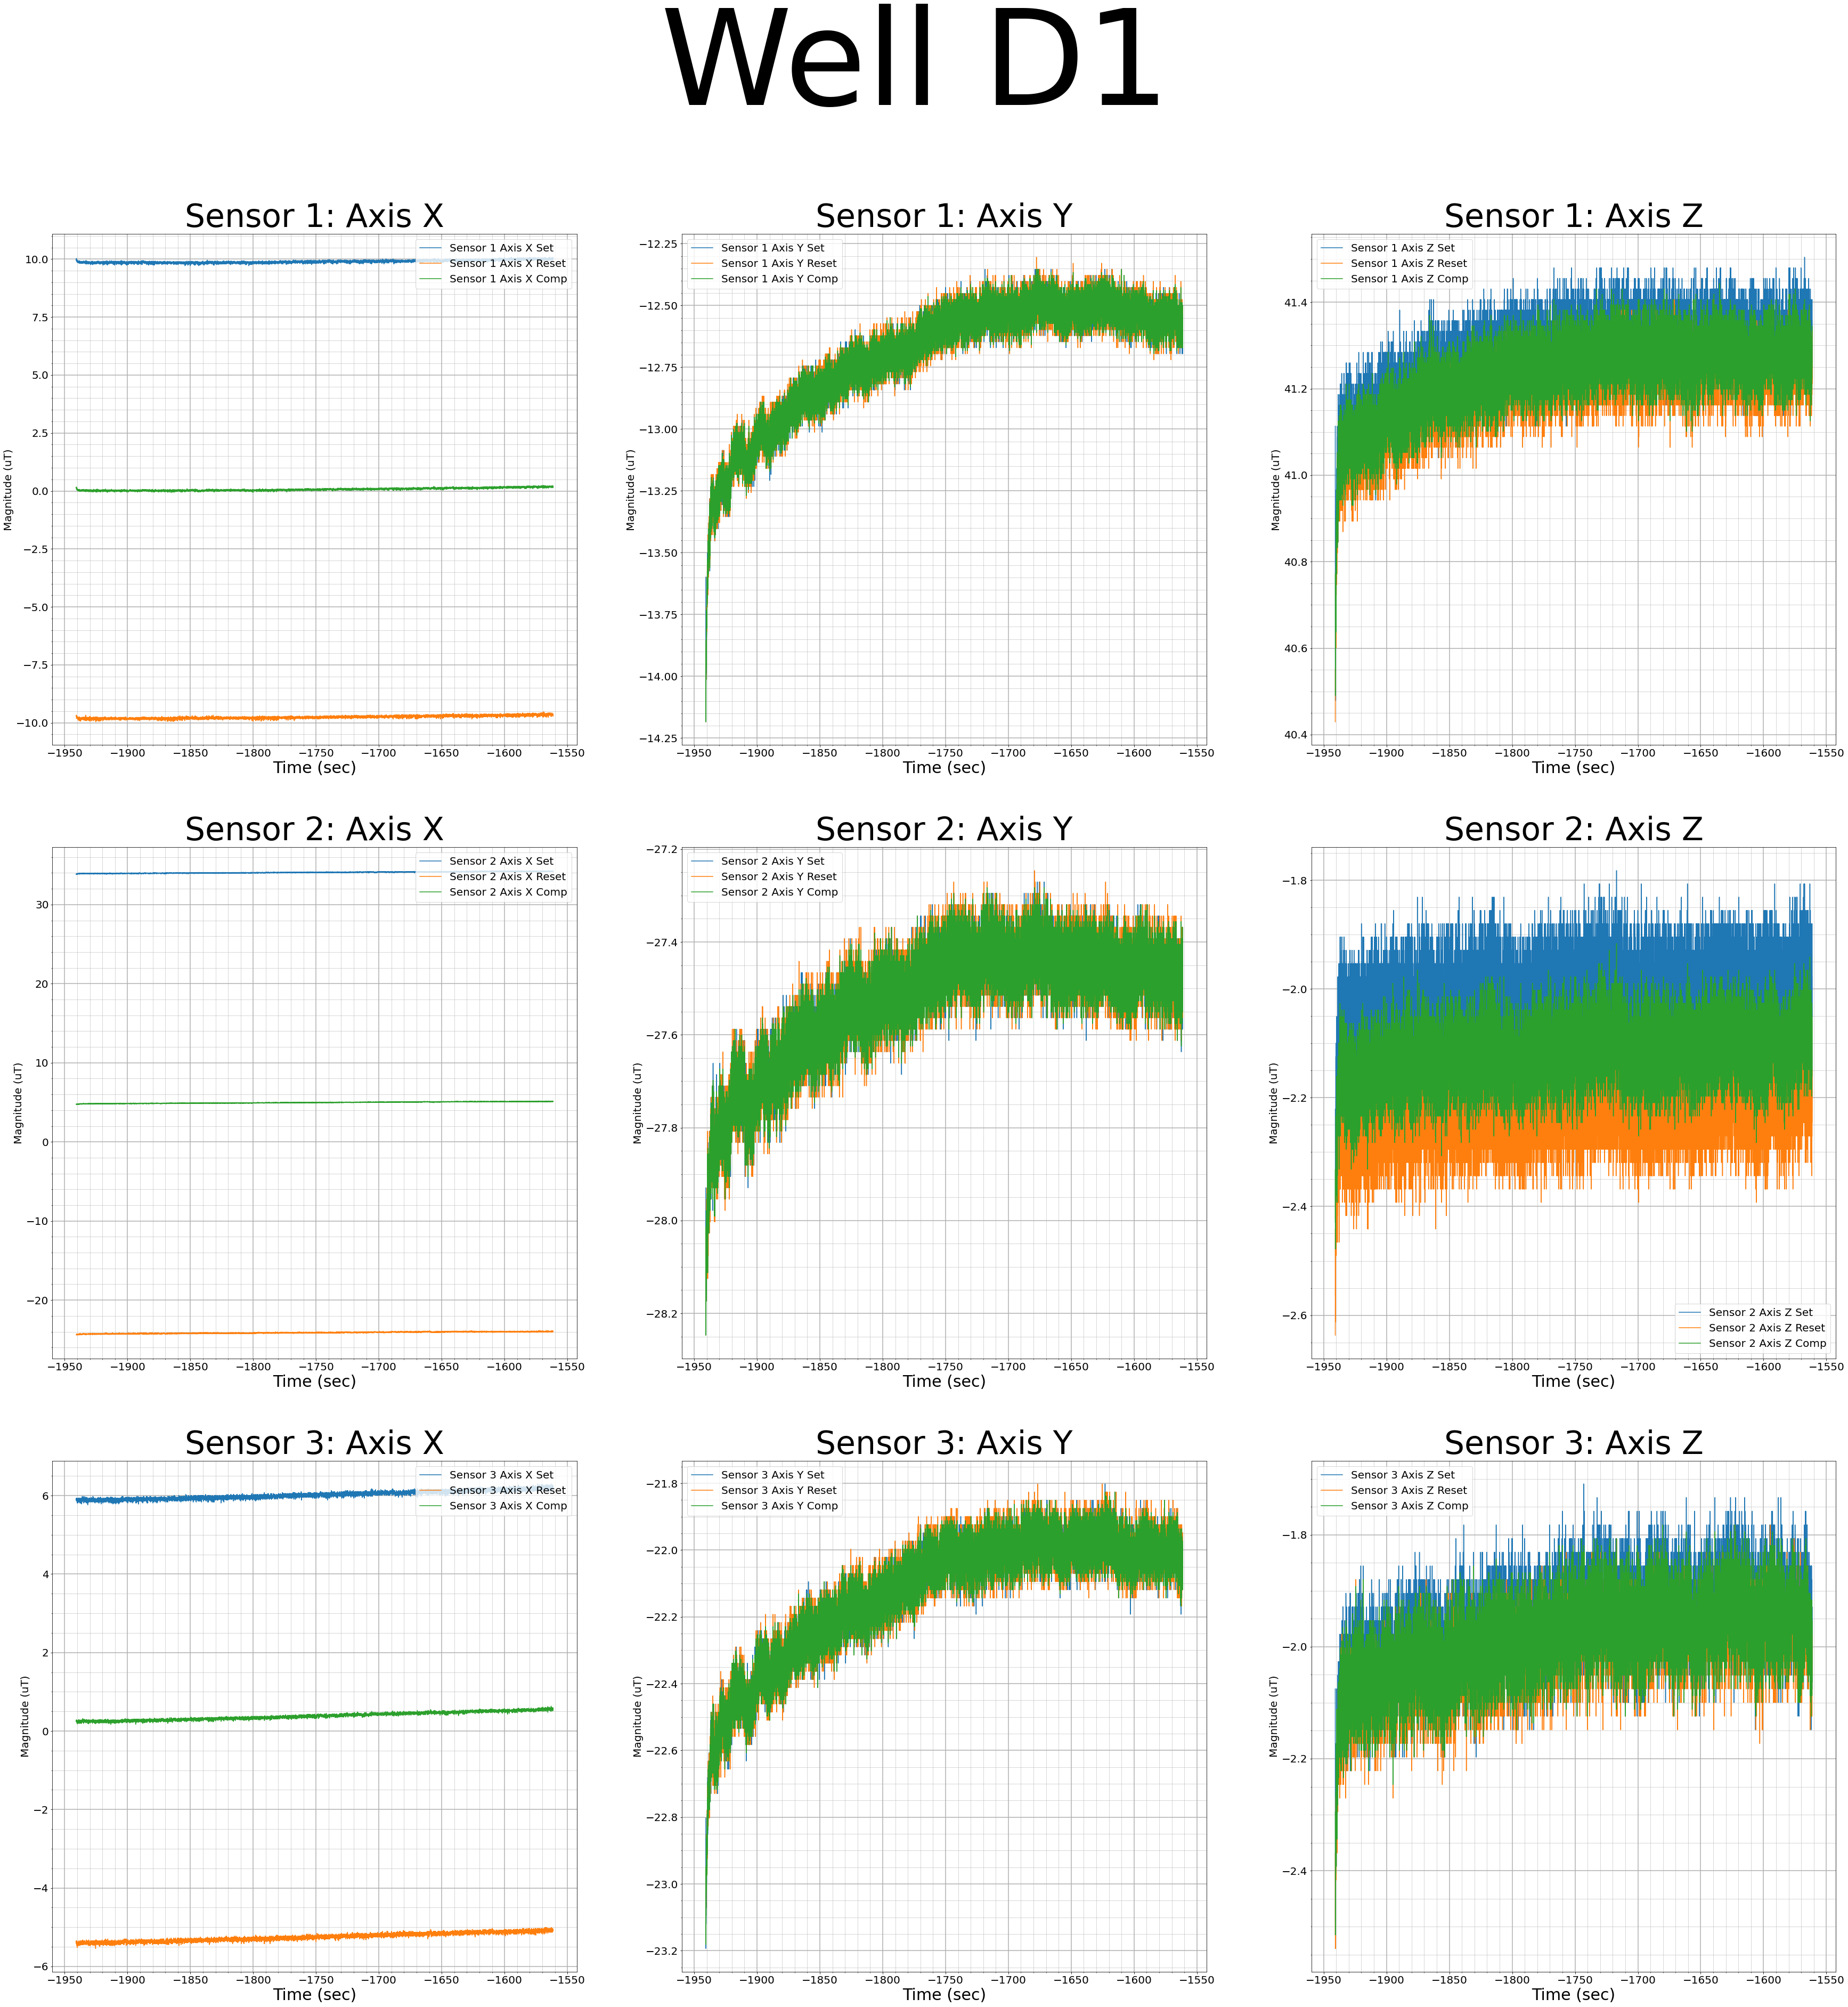 Well D1
Sensor 1: Axis X
Sensor 1 Axis X Set
Sensor 1 Axis X Reset
Sensor 1 Axis X Comp
10.0
7.5
5.0
2.5
0.0
−2.5
−5.0
−7.5
−10.0
Magnitude (uT)
−1950 −1900 −1850 −1800 −1750 −1700 −1650 −1600 −1550
Time (sec)
Sensor 1: Axis Y
Sensor 1 Axis Y Set
Sensor 1 Axis Y Reset
Sensor 1 Axis Y Comp
−12.25
−12.50
−12.75
−13.00
−13.25
−13.50
−13.75
−14.00
−14.25
Magnitude (uT)
−1950 −1900 −1850 −1800 −1750 −1700 −1650 −1600 −1550
Time (sec)
Sensor 1: Axis Z
Sensor 1 Axis Z Set
Sensor 1 Axis Z Reset
Sensor 1 Axis Z Comp
41.4
41.2
41.0
40.8
40.6
40.4
Magnitude (uT)
−1950 −1900 −1850 −1800 −1750 −1700 −1650 −1600 −1550
Time (sec)
Sensor 2: Axis X
Sensor 2 Axis X Set
Sensor 2 Axis X Reset
Sensor 2 Axis X Comp
30
20
10
0
−10
−20
Magnitude (uT)
−1950 −1900 −1850 −1800 −1750 −1700 −1650 −1600 −1550
Time (sec)
Sensor 2: Axis Y
Sensor 2 Axis Y Set
Sensor 2 Axis Y Reset
Sensor 2 Axis Y Comp
−27.2
−27.4
−27.6
−27.8
−28.0
−28.2
Magnitude (uT)
−1950 −1900 −1850 −1800 −1750 −1700 −1650 −1600 −1550
Time (sec)
Sensor 2: Axis Z
−1.8
−2.0
−2.2
−2.4
−2.6
Magnitude (uT)
Sensor 2 Axis Z Set
Sensor 2 Axis Z Reset
Sensor 2 Axis Z Comp
−1950 −1900 −1850 −1800 −1750 −1700 −1650 −1600 −1550
Time (sec)
Sensor 3: Axis X
Sensor 3 Axis X Set
Sensor 3 Axis X Reset
Sensor 3 Axis X Comp
6
4
2
0
−2
−4
−6
Magnitude (uT)
−1950 −1900 −1850 −1800 −1750 −1700 −1650 −1600 −1550
Time (sec)
Sensor 3: Axis Y
Sensor 3 Axis Y Set
Sensor 3 Axis Y Reset
Sensor 3 Axis Y Comp
−21.8
−22.0
−22.2
−22.4
−22.6
−22.8
−23.0
−23.2
Magnitude (uT)
−1950 −1900 −1850 −1800 −1750 −1700 −1650 −1600 −1550
Time (sec)
Sensor 3: Axis Z
Sensor 3 Axis Z Set
Sensor 3 Axis Z Reset
Sensor 3 Axis Z Comp
−1.8
−2.0
−2.2
−2.4
Magnitude (uT)
−1950 −1900 −1850 −1800 −1750 −1700 −1650 −1600 −1550
Time (sec)